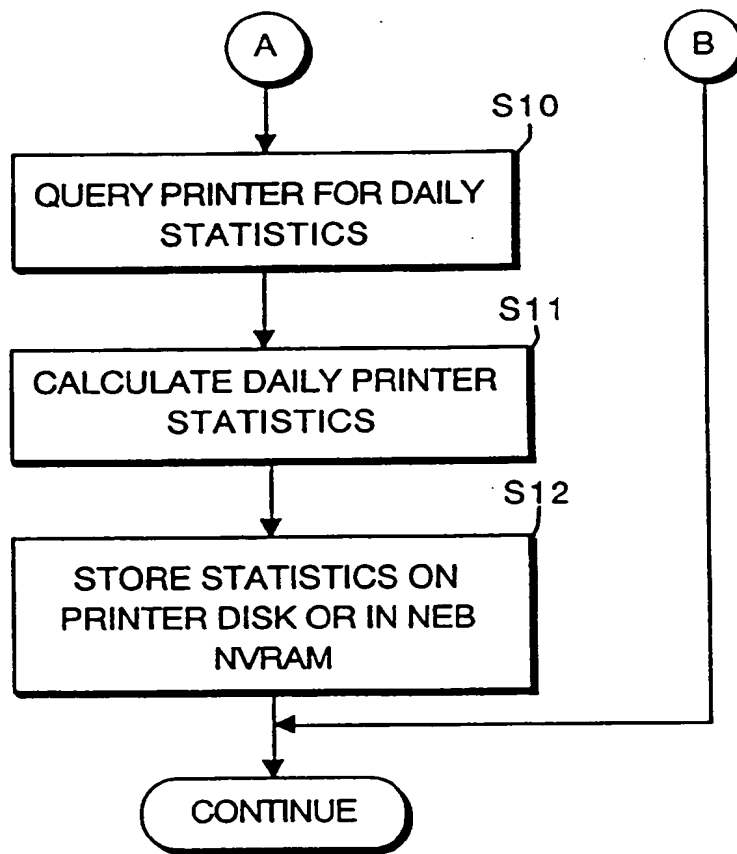 A
B
S10
QUERY PRINTER FOR DAILY
STATISTICS
S11
CALCULATE DAILY PRINTER
STATISTICS
S12
STORE STATISTICS ON
PRINTER DISK OR IN NEB
NVRAM
CONTINUE